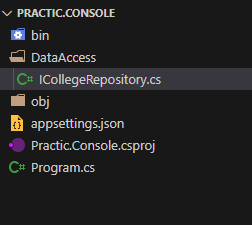 PRACTIC.CONSOLE
bin
DataAccess
C# ICollegeRepository.cs
obj
appsettings.json
Practic.Console.csproj
C# Program.cs